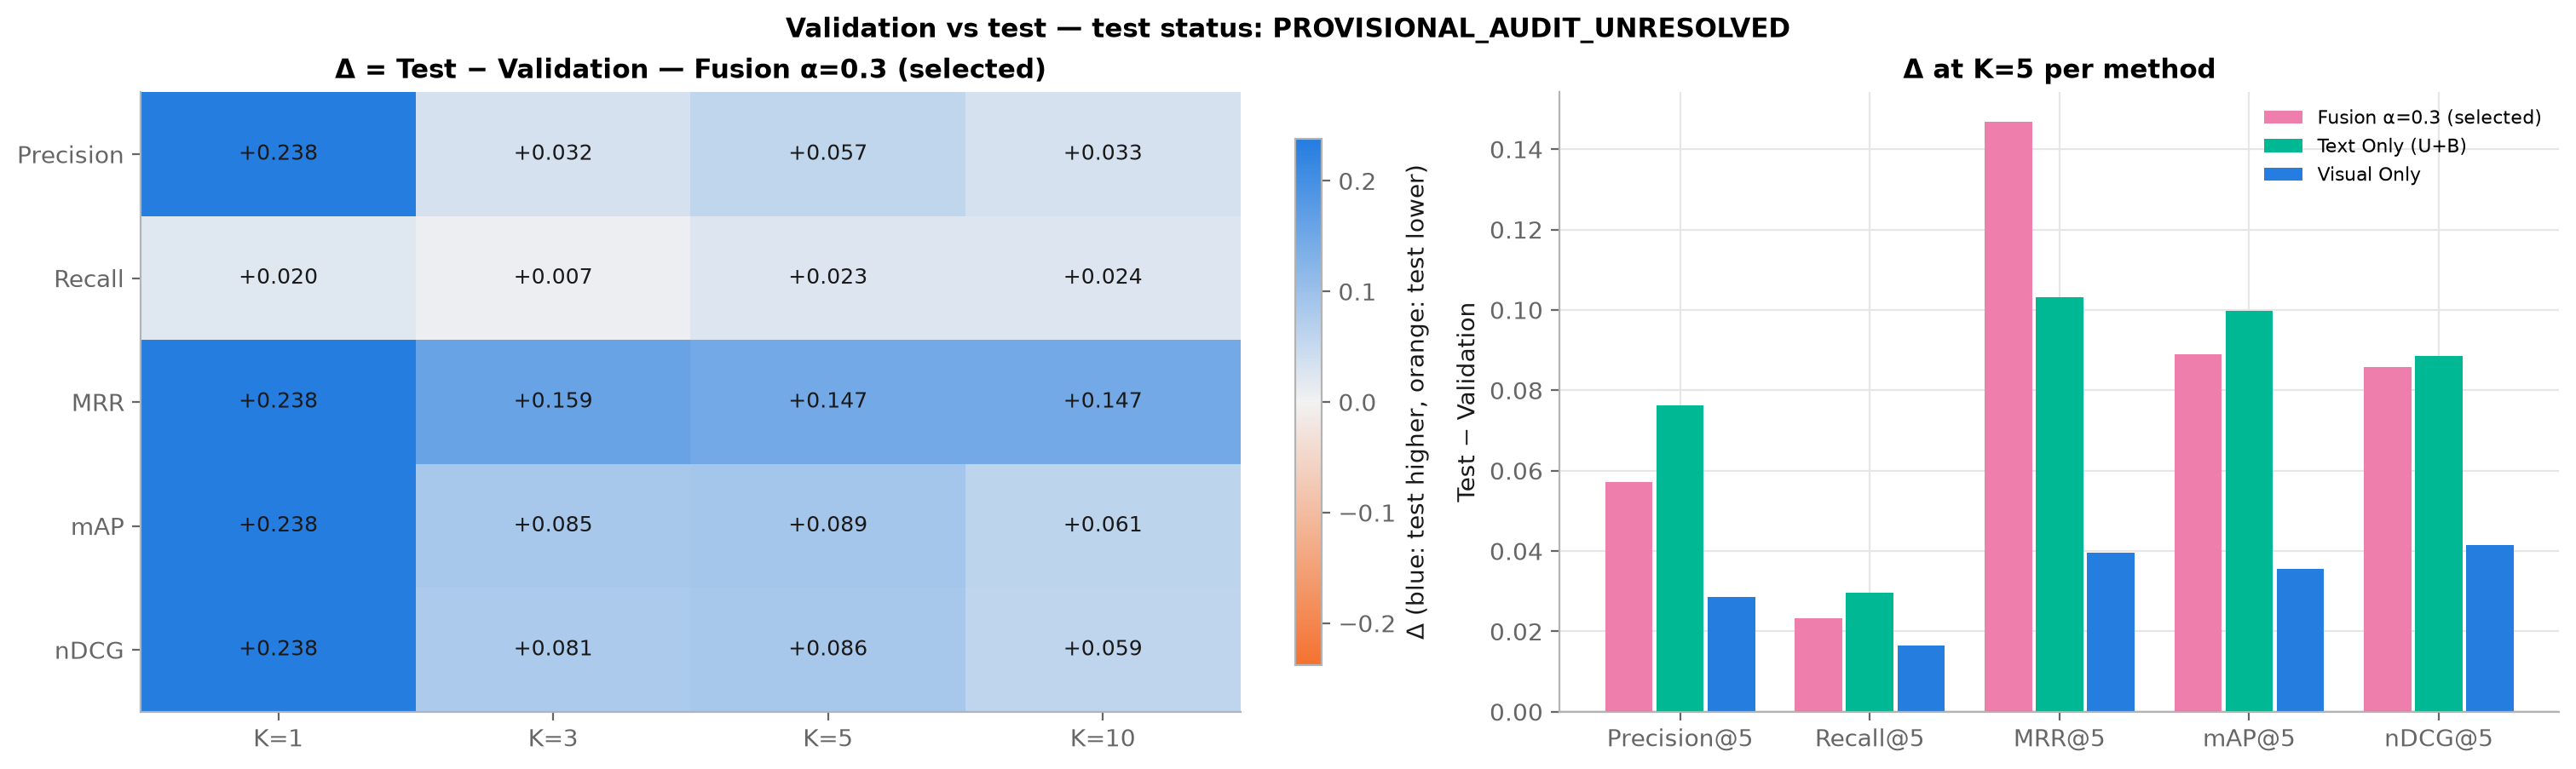 Validation vs test — test status: PROVISIONAL_AUDIT_UNRESOLVED
Δ = Test − Validation — Fusion α=0.3 (selected)
Precision +0.238 +0.032 +0.057 +0.033
Recall +0.020 +0.007 +0.023 +0.024
MRR +0.238 +0.159 +0.147 +0.147
mAP +0.238 +0.085 +0.089 +0.061
nDCG +0.238 +0.081 +0.086 +0.059
K=1 K=3 K=5 K=10
0.2
0.1
0.0
−0.1
−0.2
Δ (blue: test higher, orange: test lower)
Δ at K=5 per method
Fusion α=0.3 (selected)
Text Only (U+B)
Visual Only
Test − Validation
0.14
0.12
0.10
0.08
0.06
0.04
0.02
0.00
Precision@5 Recall@5 MRR@5 mAP@5 nDCG@5